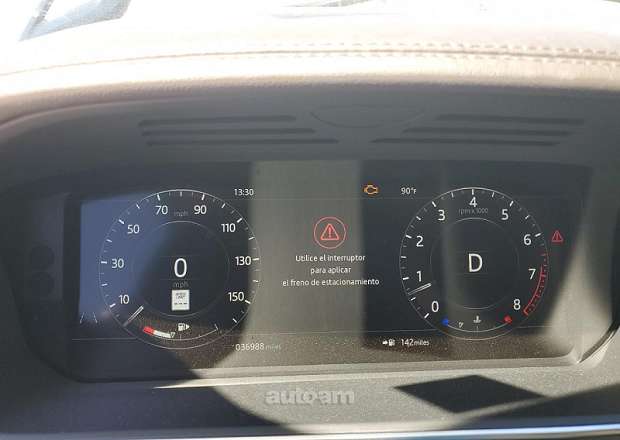 13:30
90°F
70 90
50 110
30 130
10 150
mph
0
mph
Utilice el interruptor
para aplicar
el freno de estacionamiento
rpm x 1000
0 1 2 3 4 5 6 7 8
D
036988 miles
142 miles
autoam